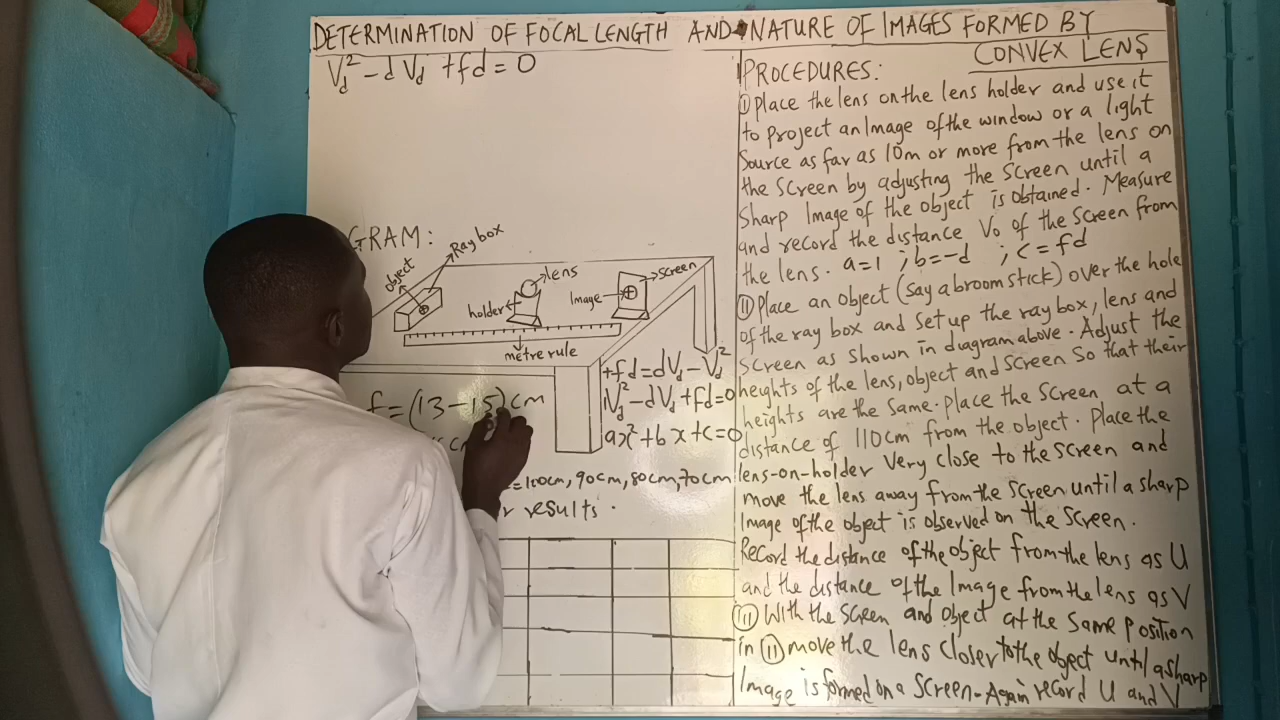 DETERMINATION OF FOCAL LENGTH AND NATURE OF IMAGES FORMED BY
CONVEX LENS
V_d² - d V_d + fd = 0
GRAM:
Ray box
object
lens
screen
holder
Image
metre rule
+fd = dV_d - V_d²
V_d² - dV_d + fd = 0
ax² + bx + c = 0
f = (13 - 15) cm
= 100cm, 90cm, 80cm, 70cm
results.
PROCEDURES:
(i) Place the lens on the lens holder and use it
to project an Image of the window or a light
Source as far as 10m or more from the lens on
the screen by adjusting the screen until a
Sharp Image of the object is obtained. Measure
and record the distance V₀ of the screen from
the lens. a=1 ; b=-d ; c=fd
(ii) Place an object (say a broomstick) over the hole
of the ray box and set up the ray box, lens and
screen as shown in diagram above. Adjust the
heights of the lens, object and screen so that their
heights are the same. place the screen at a
distance of 110cm from the object. Place the
lens-on-holder very close to the screen and
move the lens away from the screen until a sharp
Image of the object is observed on the screen.
Record the distance of the object from the lens as U
and the distance of the Image from the lens as V
(iii) With the screen and object at the same position
in (ii) move the lens closer to the object until a sharp
Image is formed on a screen. Again record U and V